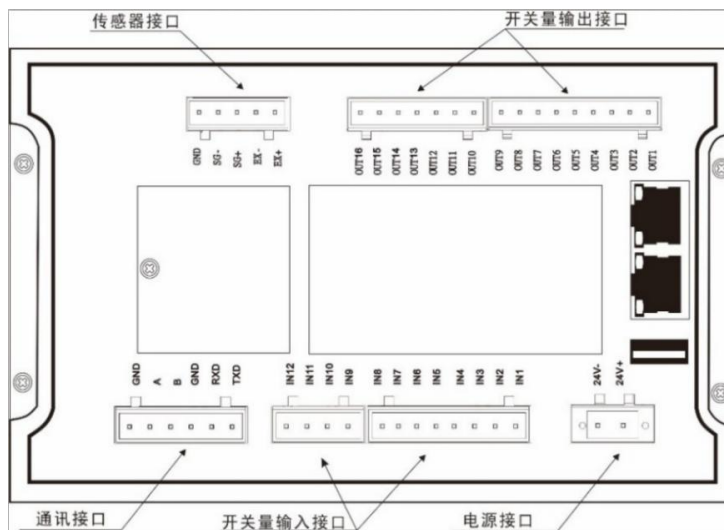 传感器接口
开关量输出接口
GND SG- SG+ EX- EX+
OUT16 OUT15 OUT14 OUT13 OUT12 OUT11 OUT10
OUT9 OUT8 OUT7 OUT6 OUT5 OUT4 OUT3 OUT2 OUT1
GND A B GND RXD TXD
IN12 IN11 IN10 IN9
IN8 IN7 IN6 IN5 IN4 IN3 IN2 IN1
24V- 24V+
通讯接口
开关量输入接口
电源接口